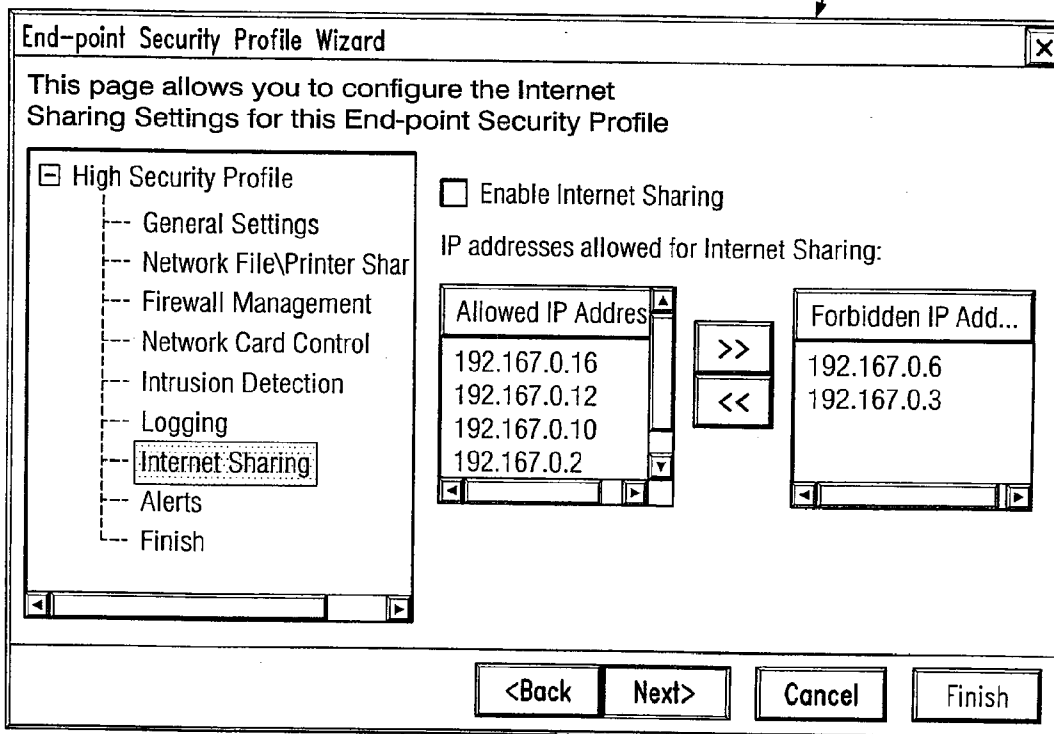 End-point Security Profile Wizard
This page allows you to configure the Internet
Sharing Settings for this End-point Security Profile
High Security Profile
General Settings
Network File\Printer Shar
Firewall Management
Network Card Control
Intrusion Detection
Logging
Internet Sharing
Alerts
Finish
Enable Internet Sharing
IP addresses allowed for Internet Sharing:
Allowed IP Addres
192.167.0.16
192.167.0.12
192.167.0.10
192.167.0.2
>>
<<
Forbidden IP Add...
192.167.0.6
192.167.0.3
<Back
Next>
Cancel
Finish